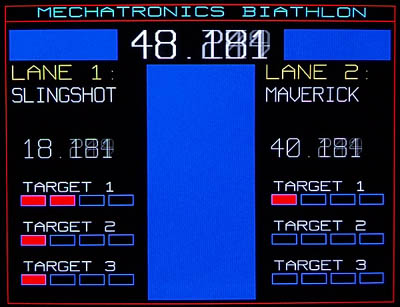 MECHATRONICS BIATHLON
LANE 1:
SLINGSHOT
TARGET 1
TARGET 2
TARGET 3
LANE 2:
MAVERICK
TARGET 1
TARGET 2
TARGET 3